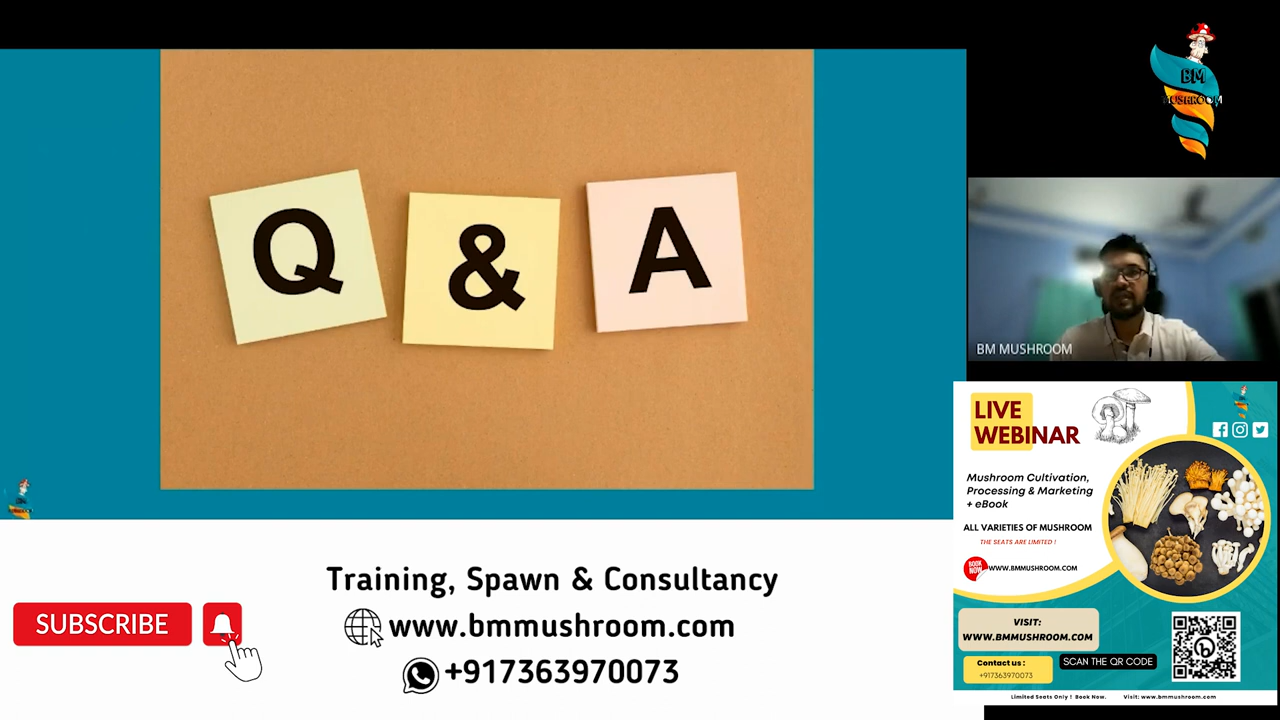 Q & A
BM
MUSHROOM
BM MUSHROOM
LIVE
WEBINAR
Mushroom Cultivation,
Processing & Marketing
+ eBook
ALL VARIETIES OF MUSHROOM
THE SEATS ARE LIMITED !
BOOK NOW
WWW.BMMUSHROOM.COM
VISIT:
WWW.BMMUSHROOM.COM
Contact us :
+917363970073
SCAN THE QR CODE
Limited Seats Only ! Book Now. Visit: www.bmmushroom.com
Training, Spawn & Consultancy
SUBSCRIBE
www.bmmushroom.com
+917363970073